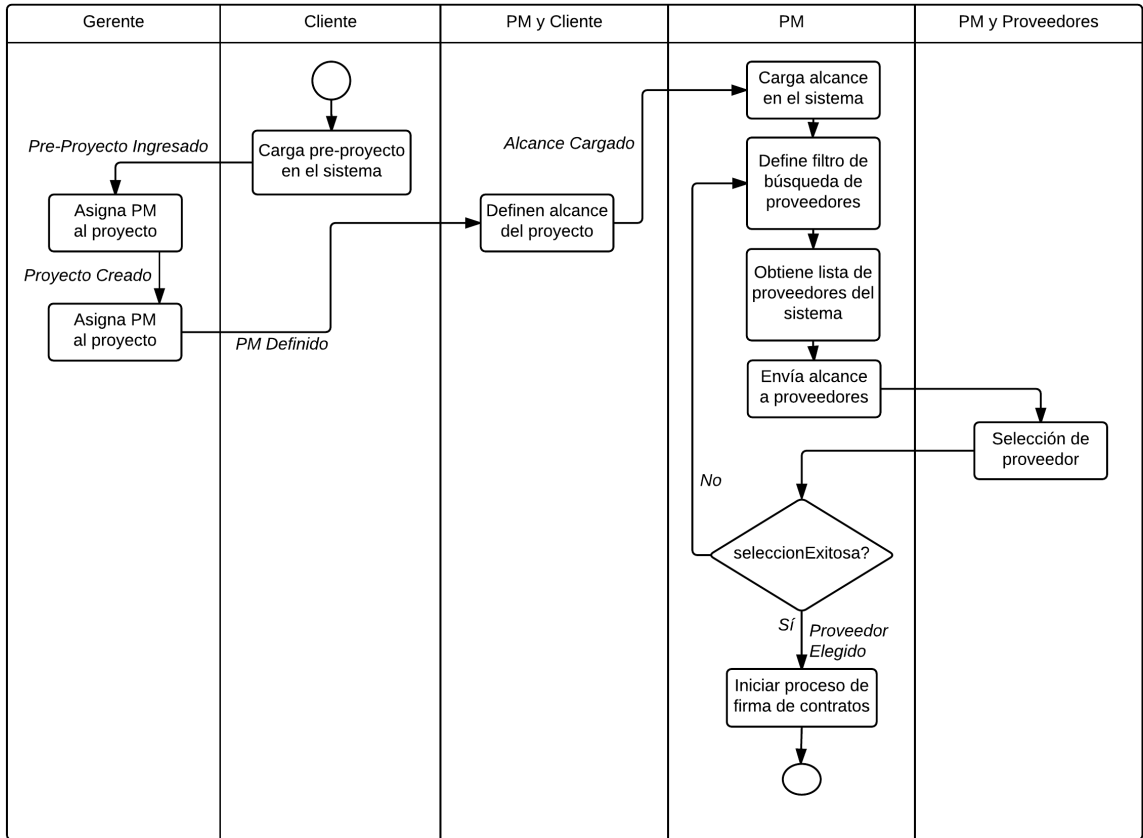 Gerente
Cliente
PM y Cliente
PM
PM y Proveedores
Carga pre-proyecto
en el sistema
Pre-Proyecto Ingresado
Asigna PM
al proyecto
Proyecto Creado
Asigna PM
al proyecto
PM Definido
Definen alcance
del proyecto
Alcance Cargado
Carga alcance
en el sistema
Define filtro de
búsqueda de
proveedores
Obtiene lista de
proveedores del
sistema
Envía alcance
a proveedores
Selección de
proveedor
No
seleccionExitosa?
Sí
Proveedor
Elegido
Iniciar proceso de
firma de contratos